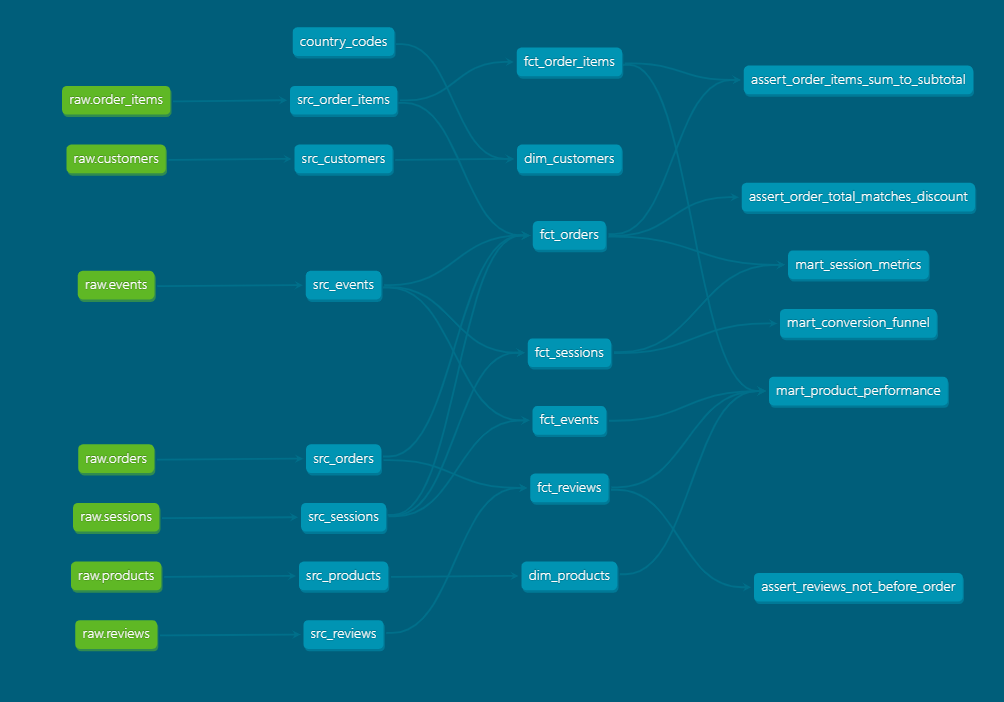 country_codes
fct_order_items
assert_order_items_sum_to_subtotal
raw.order_items
src_order_items
raw.customers
src_customers
dim_customers
assert_order_total_matches_discount
fct_orders
mart_session_metrics
raw.events
src_events
mart_conversion_funnel
fct_sessions
mart_product_performance
fct_events
raw.orders
src_orders
fct_reviews
raw.sessions
src_sessions
raw.products
src_products
dim_products
assert_reviews_not_before_order
raw.reviews
src_reviews